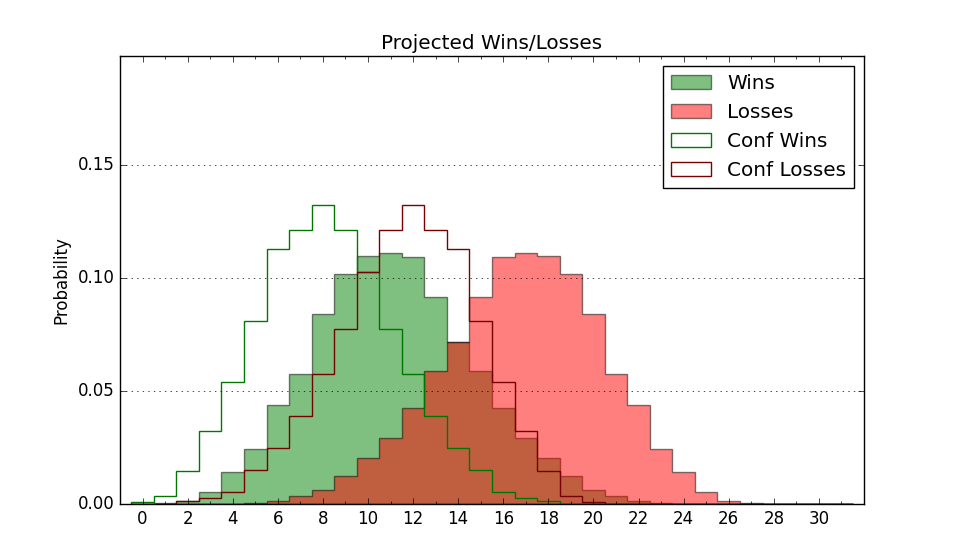 Projected Wins/Losses
Wins
Losses
Conf Wins
Conf Losses
0.15
0.10
0.05
0.00
Probability
0 2 4 6 8 10 12 14 16 18 20 22 24 26 28 30